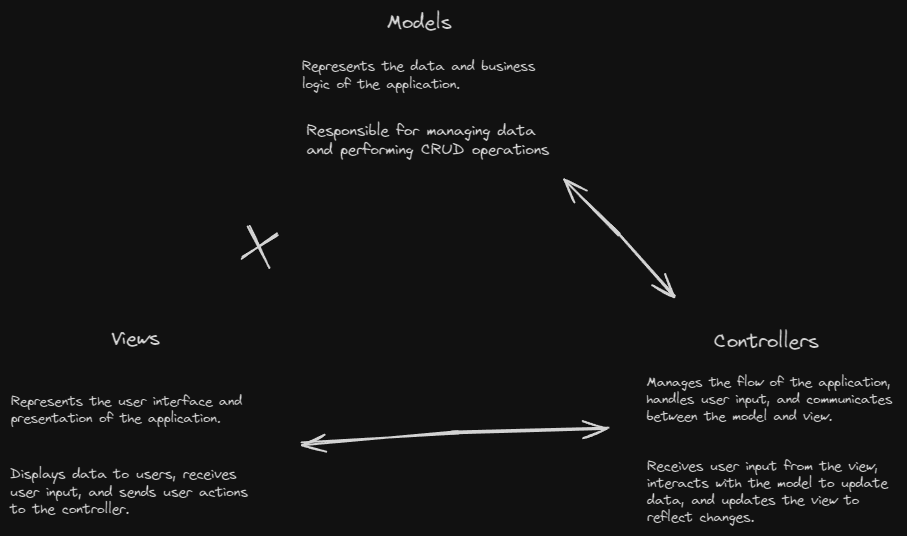 Models
Represents the data and business
logic of the application.
Responsible for managing data
and performing CRUD operations
Views
Represents the user interface and
presentation of the application.
Displays data to users, receives
user input, and sends user actions
to the controller.
Controllers
Manages the flow of the application,
handles user input, and communicates
between the model and view.
Receives user input from the view,
interacts with the model to update
data, and updates the view to
reflect changes.